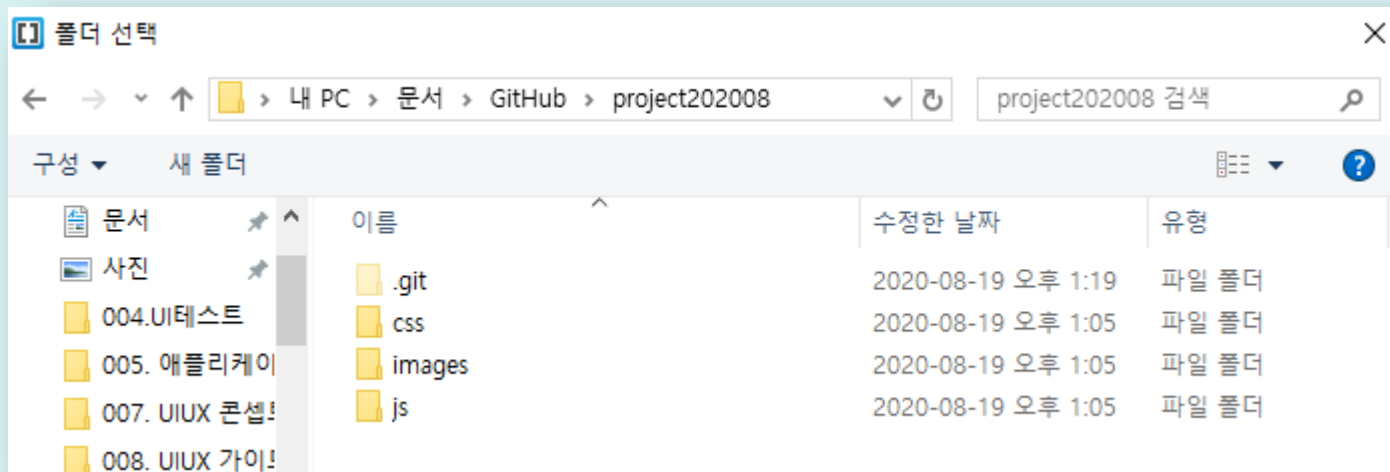 폴더 선택
내 PC > 문서 > GitHub > project202008
project202008 검색
구성
새 폴더
문서
사진
004.UI테스트
005. 애플리케이
007. UIUX 콘셉
008. UIUX 가이
이름
수정한 날짜
유형
.git
2020-08-19 오후 1:19
파일 폴더
css
2020-08-19 오후 1:05
파일 폴더
images
2020-08-19 오후 1:05
파일 폴더
js
2020-08-19 오후 1:05
파일 폴더